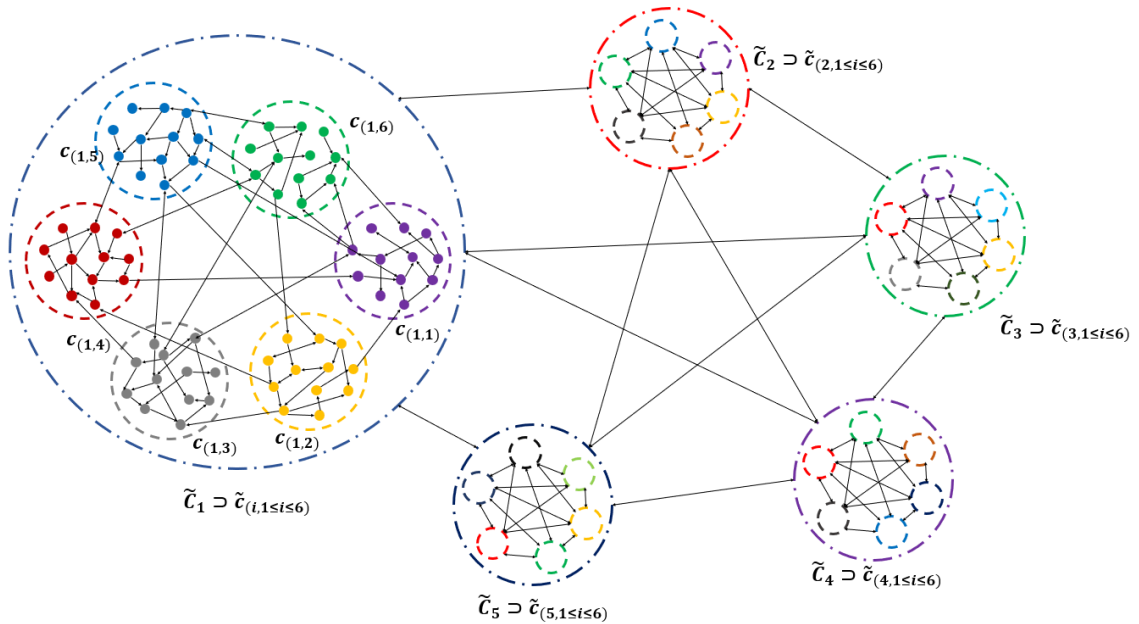 C̃₂ ⊃ c̃₍₂,₁≤i≤₆₎
c₍₁,₆₎
c₍₁,₅₎
C̃₃ ⊃ c̃₍₃,₁≤i≤₆₎
c₍₁,₁₎
c₍₁,₄₎
c₍₁,₂₎
c₍₁,₃₎
C̃₁ ⊃ c̃₍i,₁≤i≤₆₎
C̃₄ ⊃ c̃₍₄,₁≤i≤₆₎
C̃₅ ⊃ c̃₍₅,₁≤i≤₆₎